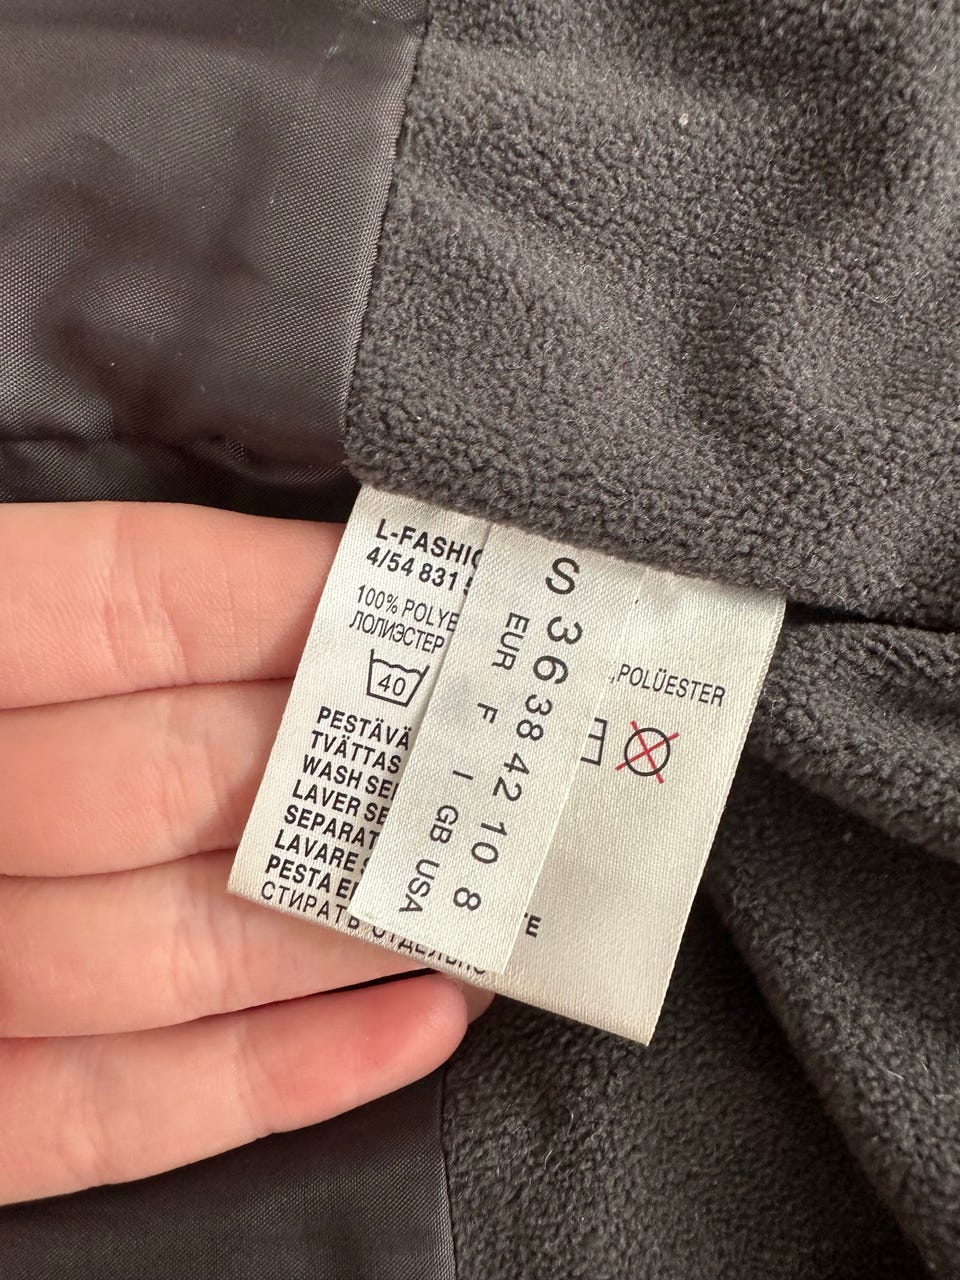 L-FASHIO
4/54 831
100% POLYE
ЛОЛИЭСТЕР
,POLÜESTER
40
PESTÄVÄ
TVÄTTAS
WASH SE
LAVER SE
SEPARAT
LAVARE S
PESTA E
СТИРАТЬ ОТДЕЛЬНО
E
S
EUR 36
F 38
I 42
GB 10
USA 8